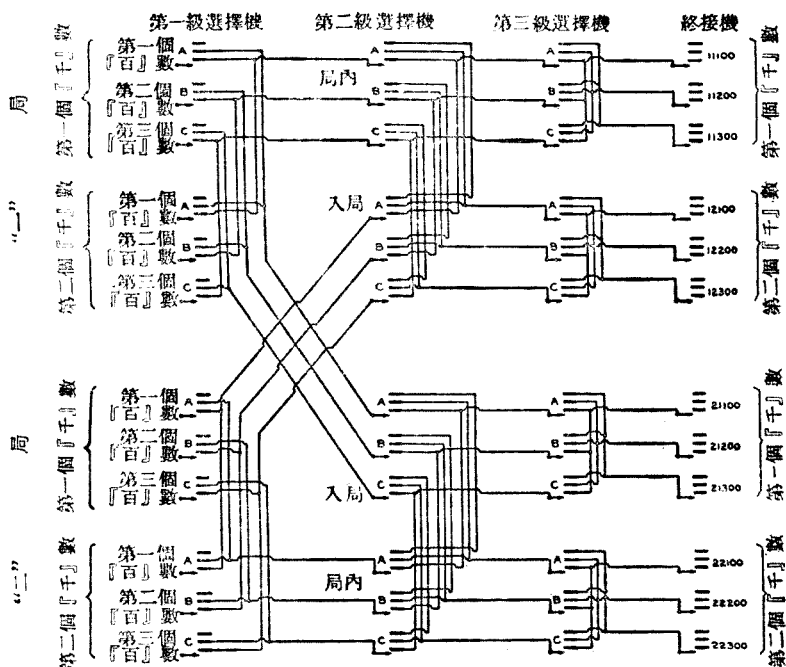 第一級選擇機 第二級選擇機 第三級選擇機 終接機
局 "一"
第一個『千』數
第一個『百』數 A
第二個『百』數 B
第三個『百』數 C
局內
A
B
C
A
B
C
11100
11200
11300
第一個『千』數
第二個『千』數
第一個『百』數 A
第二個『百』數 B
第三個『百』數 C
入局
A
B
C
A
B
C
12100
12200
12300
第二個『千』數
局 "二"
第一個『千』數
第一個『百』數 A
第二個『百』數 B
第三個『百』數 C
入局
A
B
C
A
B
C
21100
21200
21300
第一個『千』數
第二個『千』數
第一個『百』數 A
第二個『百』數 B
第三個『百』數 C
局內
A
B
C
A
B
C
22100
22200
22300
第二個『千』數